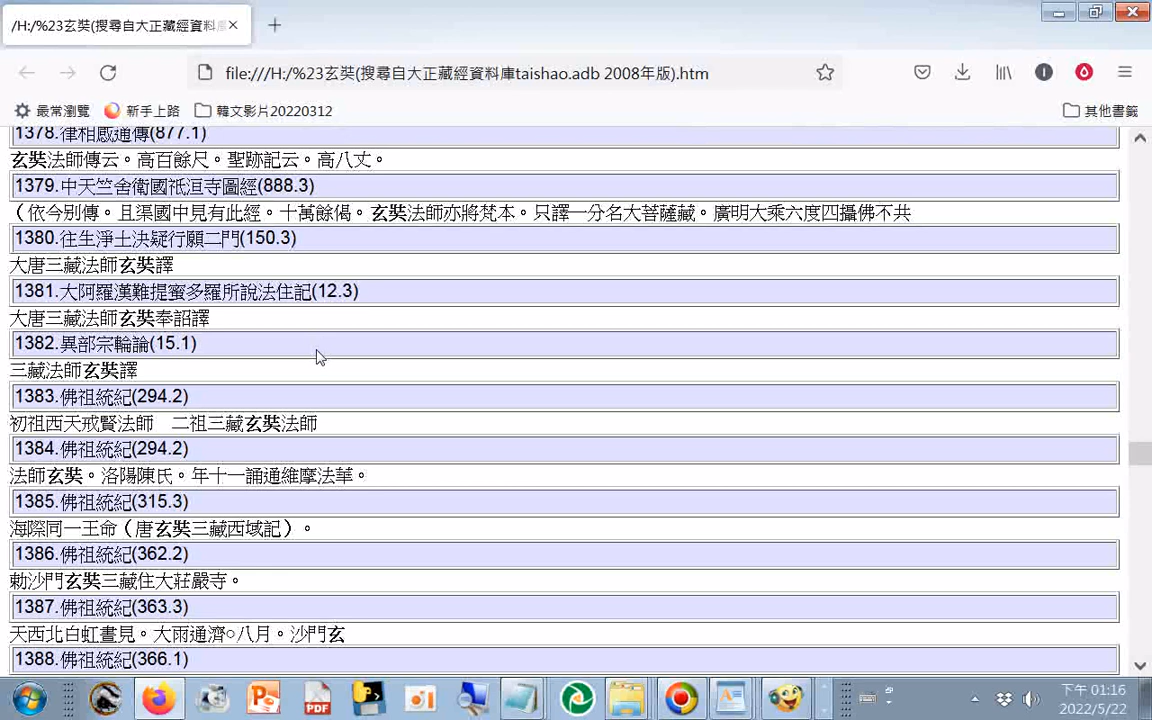 /H:/%23玄奘(搜尋自大正藏經資料庫
file:///H:/%23玄奘(搜尋自大正藏經資料庫taishao.adb 2008年版).htm
最常瀏覽 新手上路 韓文影片20220312 其他書籤
1378.律相感通傳(877.1)
玄奘法師傳云。高百餘尺。聖跡記云。高八丈。
1379.中天竺舍衛國祇洹寺圖經(888.3)
（依今別傳。且渠國中見有此經。十萬餘偈。玄奘法師亦將梵本。只譯一分名大菩薩藏。廣明大乘六度四攝佛不共
1380.往生淨土決疑行願二門(150.3)
大唐三藏法師玄奘譯
1381.大阿羅漢難提蜜多羅所說法住記(12.3)
大唐三藏法師玄奘奉詔譯
1382.異部宗輪論(15.1)
三藏法師玄奘譯
1383.佛祖統紀(294.2)
初祖西天戒賢法師　二祖三藏玄奘法師
1384.佛祖統紀(294.2)
法師玄奘。洛陽陳氏。年十一誦通維摩法華。
1385.佛祖統紀(315.3)
海際同一王命（唐玄奘三藏西域記）。
1386.佛祖統紀(362.2)
勅沙門玄奘三藏住大莊嚴寺。
1387.佛祖統紀(363.3)
天西北白虹晝見。大雨通濟○八月。沙門玄
1388.佛祖統紀(366.1)
PDF
下午 01:16
2022/5/22